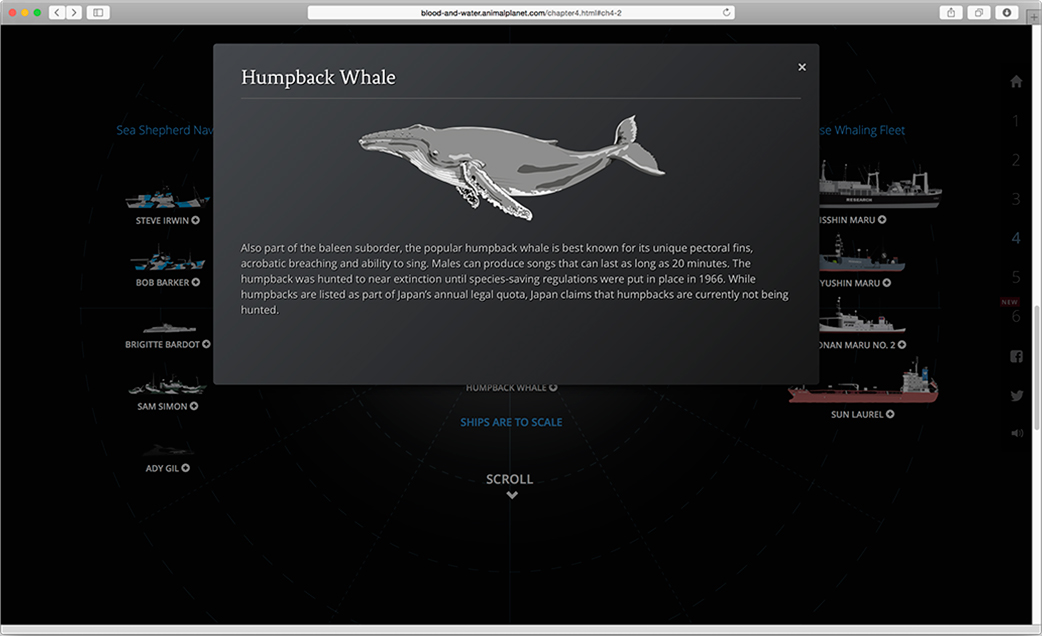 blood-and-water.animalplanet.com/chapter4.html#ch4-2
Humpback Whale
Also part of the baleen suborder, the popular humpback whale is best known for its unique pectoral fins,
acrobatic breaching and ability to sing. Males can produce songs that can last as long as 20 minutes. The
humpback was hunted to near extinction until species-saving regulations were put in place in 1966. While
humpbacks are listed as part of Japan's annual legal quota, Japan claims that humpbacks are currently not being
hunted.
Sea Shepherd Nav
STEVE IRWIN
BOB BARKER
BRIGITTE BARDOT
SAM SIMON
ADY GIL
HUMPBACK WHALE
SHIPS ARE TO SCALE
SCROLL
se Whaling Fleet
RESEARCH
ISSHIN MARU
YUSHIN MARU
ONAN MARU NO. 2
SUN LAUREL
1
2
3
4
5
NEW
6